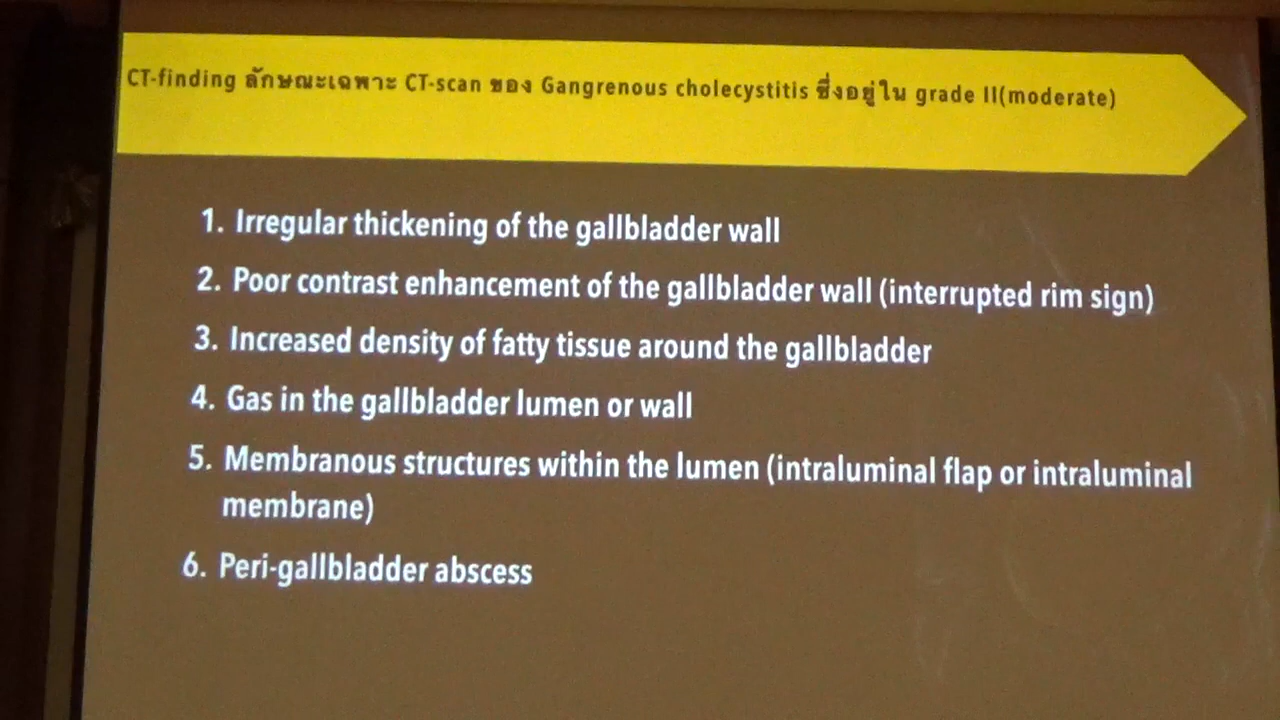 CT-finding ลักษณะเฉพาะ CT-scan ของ Gangrenous cholecystitis ซึ่งอยู่ใน grade II(moderate)
1. Irregular thickening of the gallbladder wall
2. Poor contrast enhancement of the gallbladder wall (interrupted rim sign)
3. Increased density of fatty tissue around the gallbladder
4. Gas in the gallbladder lumen or wall
5. Membranous structures within the lumen (intraluminal flap or intraluminal
membrane)
6. Peri-gallbladder abscess